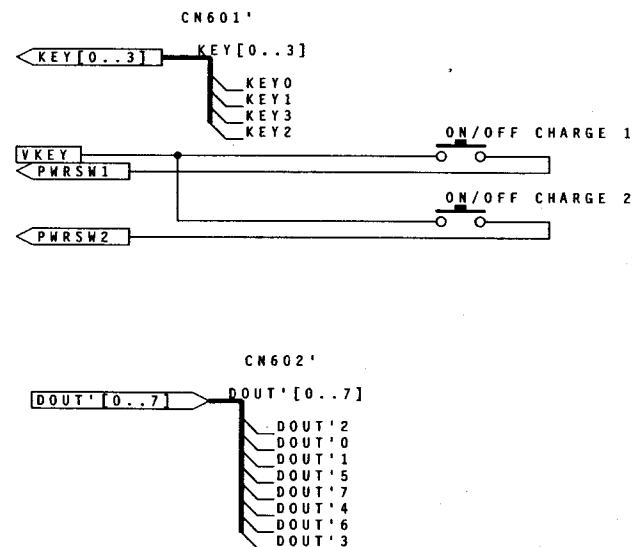 CN601'
KEY[0..3] KEY[0..3]
KEY0
KEY1
KEY3
KEY2
ON/OFF CHARGE 1
VKEY
PWRSW1
ON/OFF CHARGE 2
PWRSW2
CN602'
DOUT'[0..7] DOUT'[0..7]
DOUT'2
DOUT'0
DOUT'1
DOUT'5
DOUT'7
DOUT'4
DOUT'6
DOUT'3